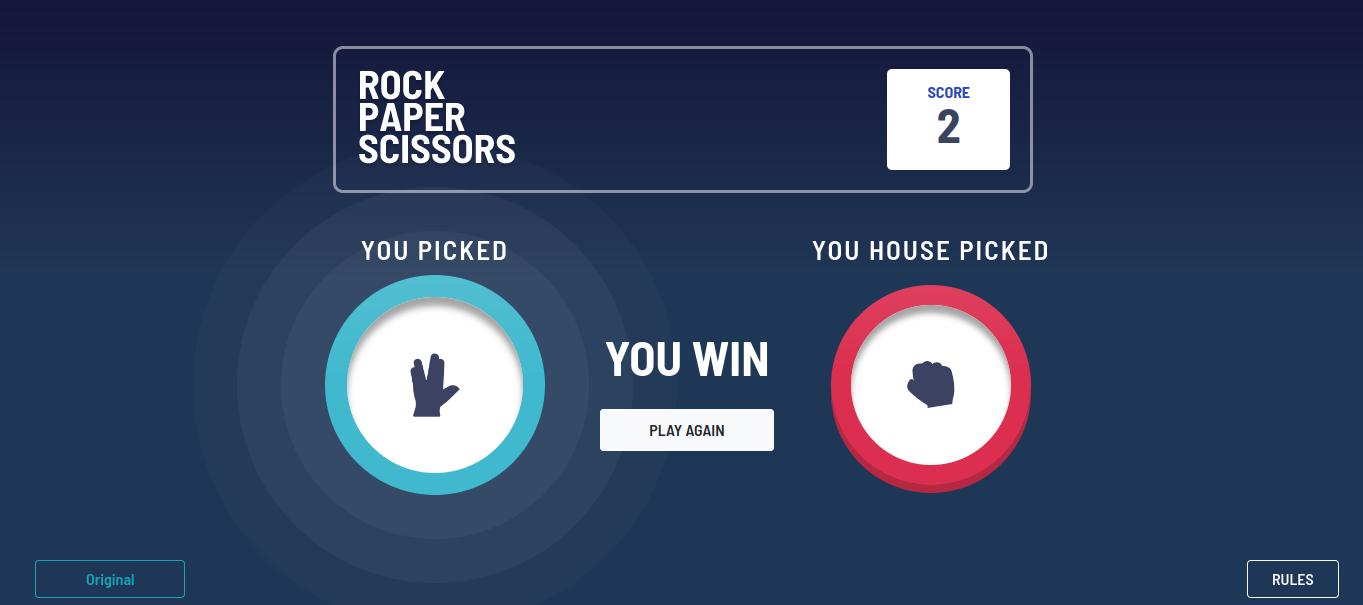 ROCK
PAPER
SCISSORS
SCORE
2
YOU PICKED
YOU HOUSE PICKED
YOU WIN
PLAY AGAIN
Original
RULES